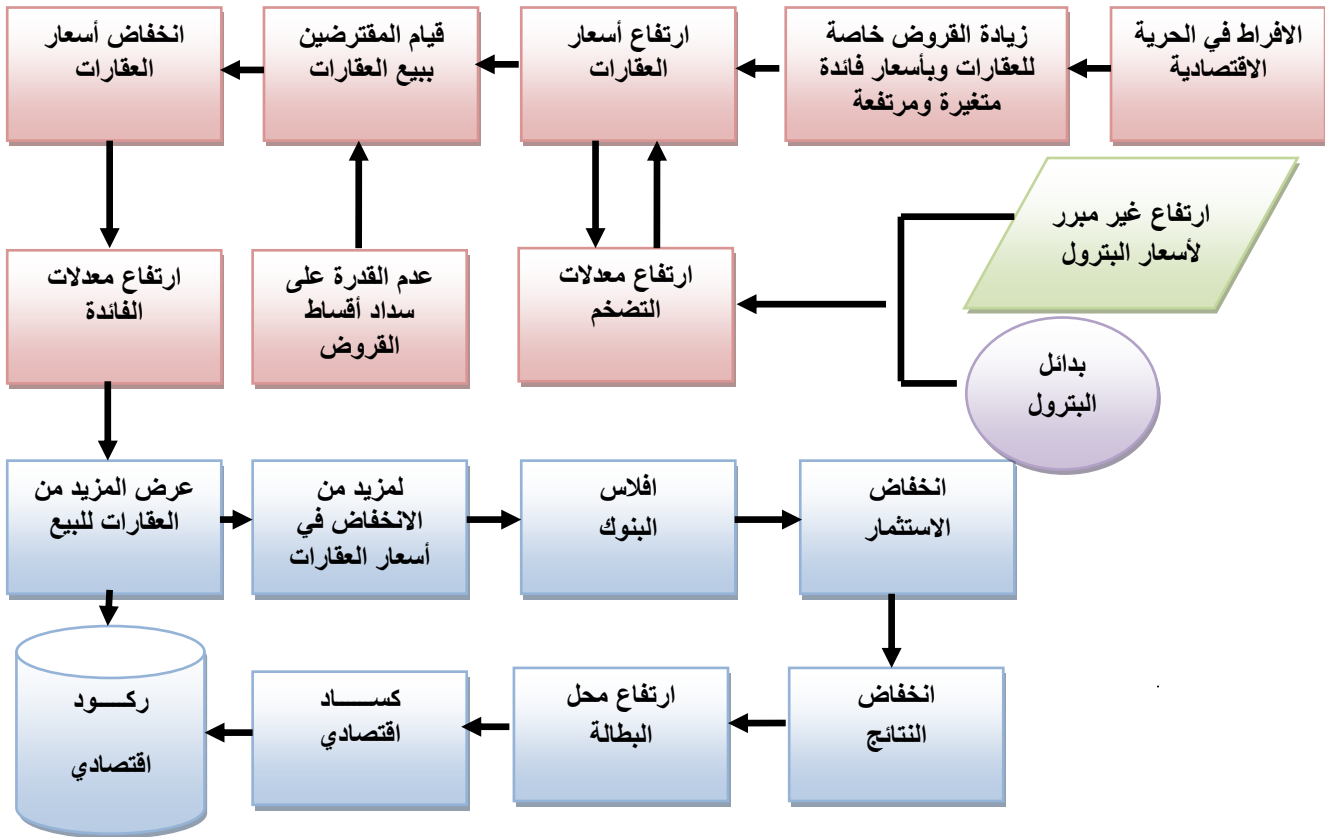 الافراط في الحرية
الاقتصادية
زيادة القروض خاصة
للعقارات وبأسعار فائدة
متغيرة ومرتفعة
ارتفاع أسعار
العقارات
قيام المقترضين
ببيع العقارات
انخفاض أسعار
العقارات
ارتفاع غير مبرر
لأسعار البترول
بدائل
البترول
ارتفاع معدلات
التضخم
عدم القدرة على
سداد أقساط
القروض
ارتفاع معدلات
الفائدة
عرض المزيد من
العقارات للبيع
لمزيد من
الانخفاض في
أسعار العقارات
افلاس
البنوك
انخفاض
الاستثمار
انخفاض
النتائج
ارتفاع محل
البطالة
كســـاد
اقتصادي
ركـــود
اقتصادي